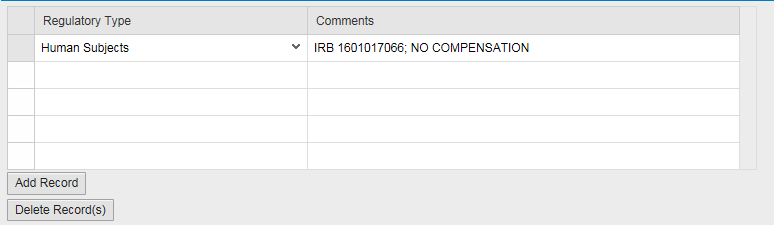 Regulatory Type Comments
Human Subjects IRB 1601017066; NO COMPENSATION
Add Record
Delete Record(s)